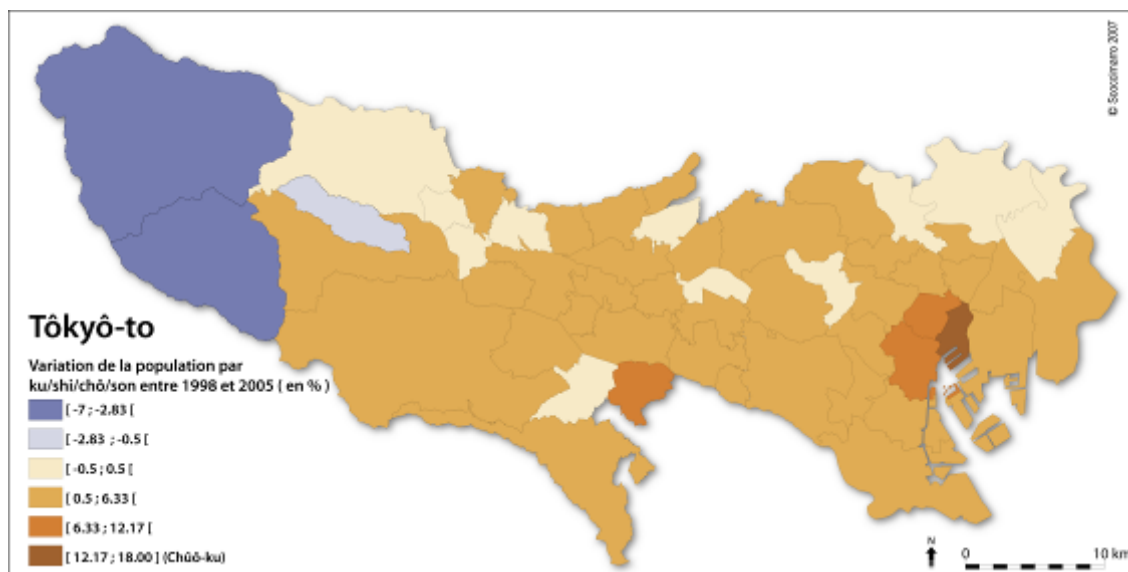 © Scoccimarro 2007
Tôkyô-to
Variation de la population par
ku/shi/chô/son entre 1998 et 2005 ( en % )
[ -7 ; -2.83 [
[ -2.83 ; -0.5 [
[ -0.5 ; 0.5 [
[ 0.5 ; 6.33 [
[ 6.33 ; 12.17 [
[ 12.17 ; 18.00 ] (Chûô-ku)
N
0 10 km